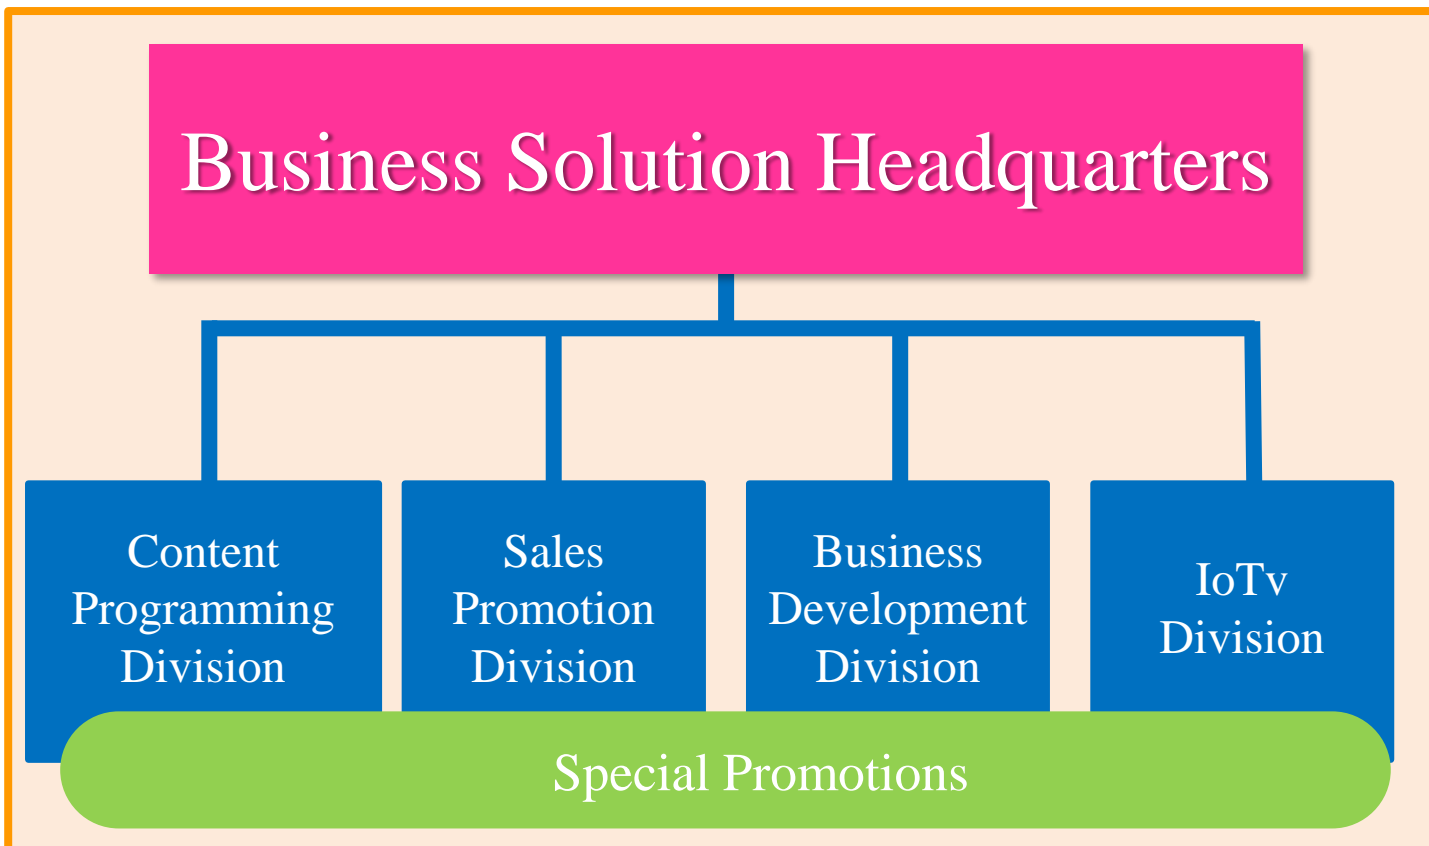 Business Solution Headquarters
Content
Programming
Division
Sales
Promotion
Division
Business
Development
Division
IoTv
Division
Special Promotions